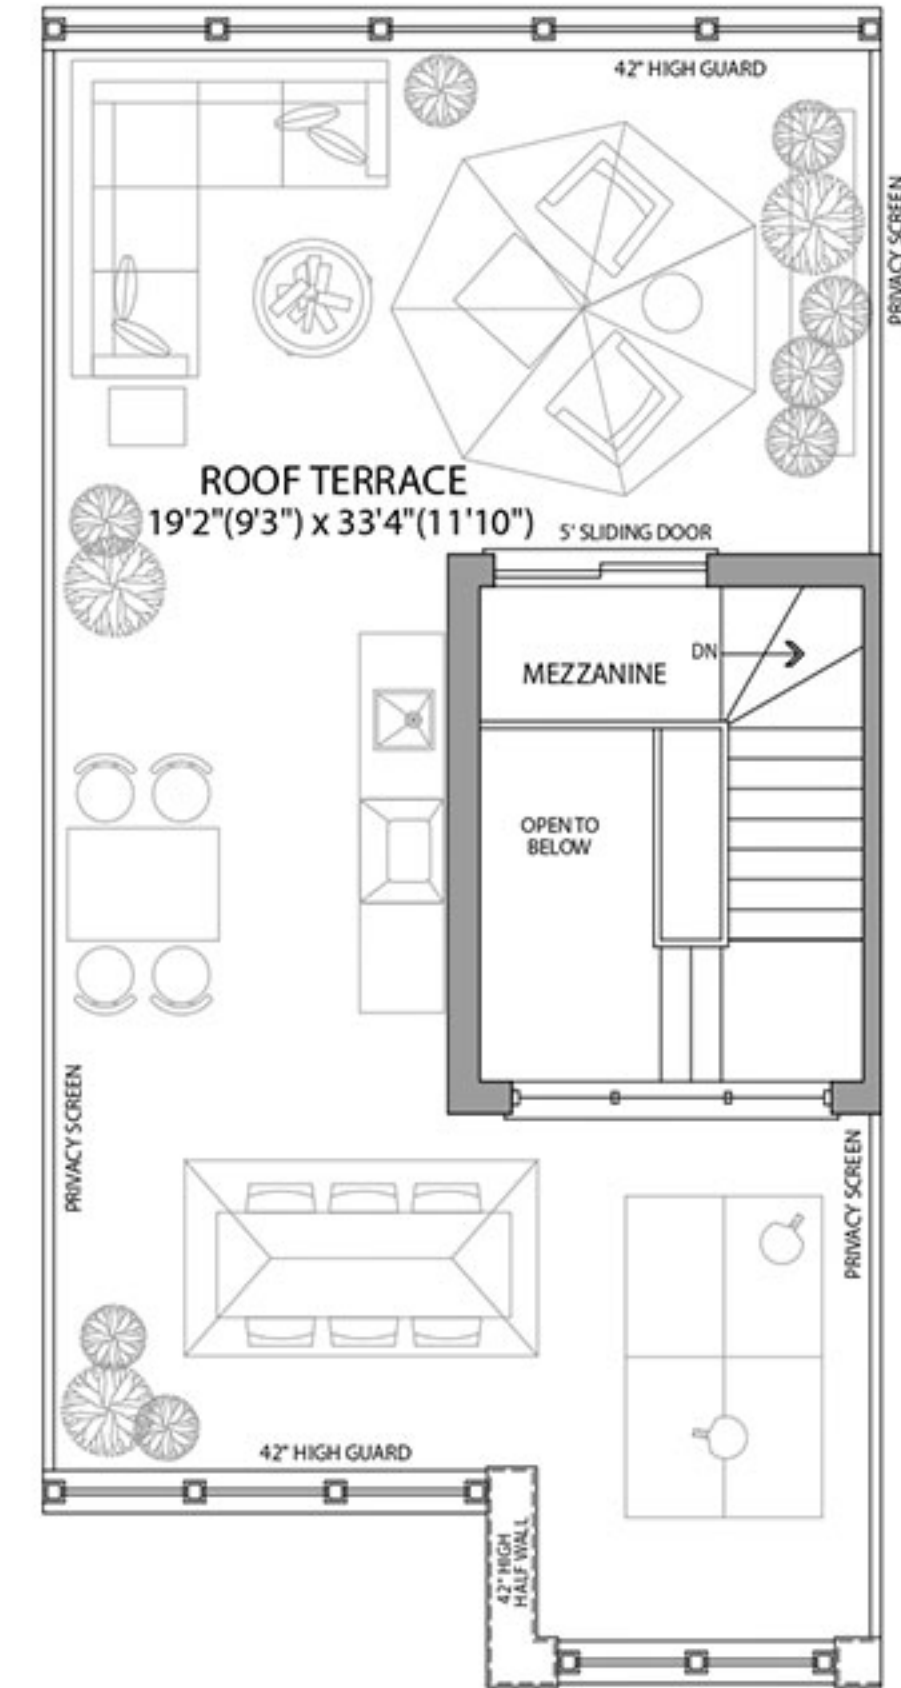 42" HIGH GUARD
PRIVACY SCREEN
ROOF TERRACE
19'2"(9'3") x 33'4"(11'10")
5' SLIDING DOOR
DN
MEZZANINE
OPEN TO
BELOW
PRIVACY SCREEN
PRIVACY SCREEN
42" HIGH GUARD
42" HIGH
HALF WALL